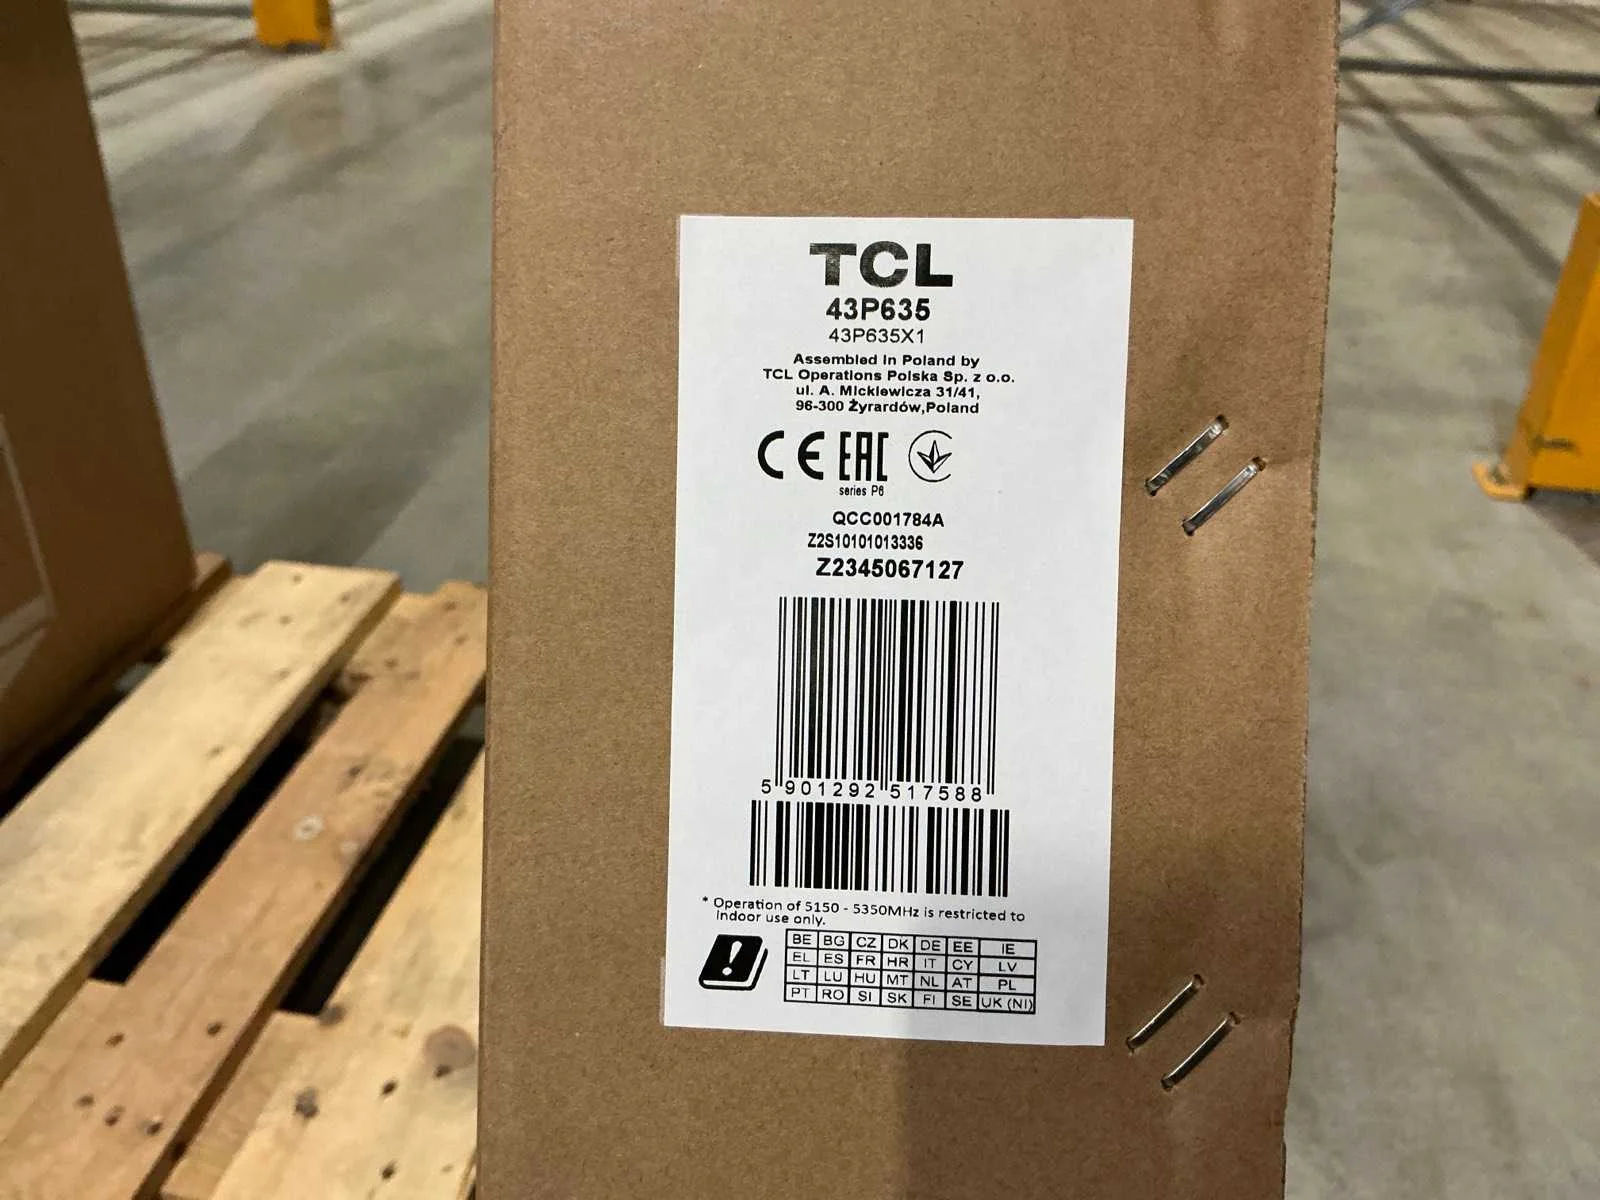 TCL
43P635
43P635X1
Assembled in Poland by
TCL Operations Polska Sp. z o.o.
ul. A. Mickiewicza 31/41,
96-300 Żyrardów,Poland
CE EAC
series P6
QCC001784A
Z2S10101013336
Z2345067127
5 901292 517588
* Operation of 5150 - 5350MHz is restricted to
indoor use only.
BE BG CZ DK DE EE IE
EL ES FR HR IT CY LV
LT LU HU MT NL AT PL
PT RO SI SK FI SE UK (NI)